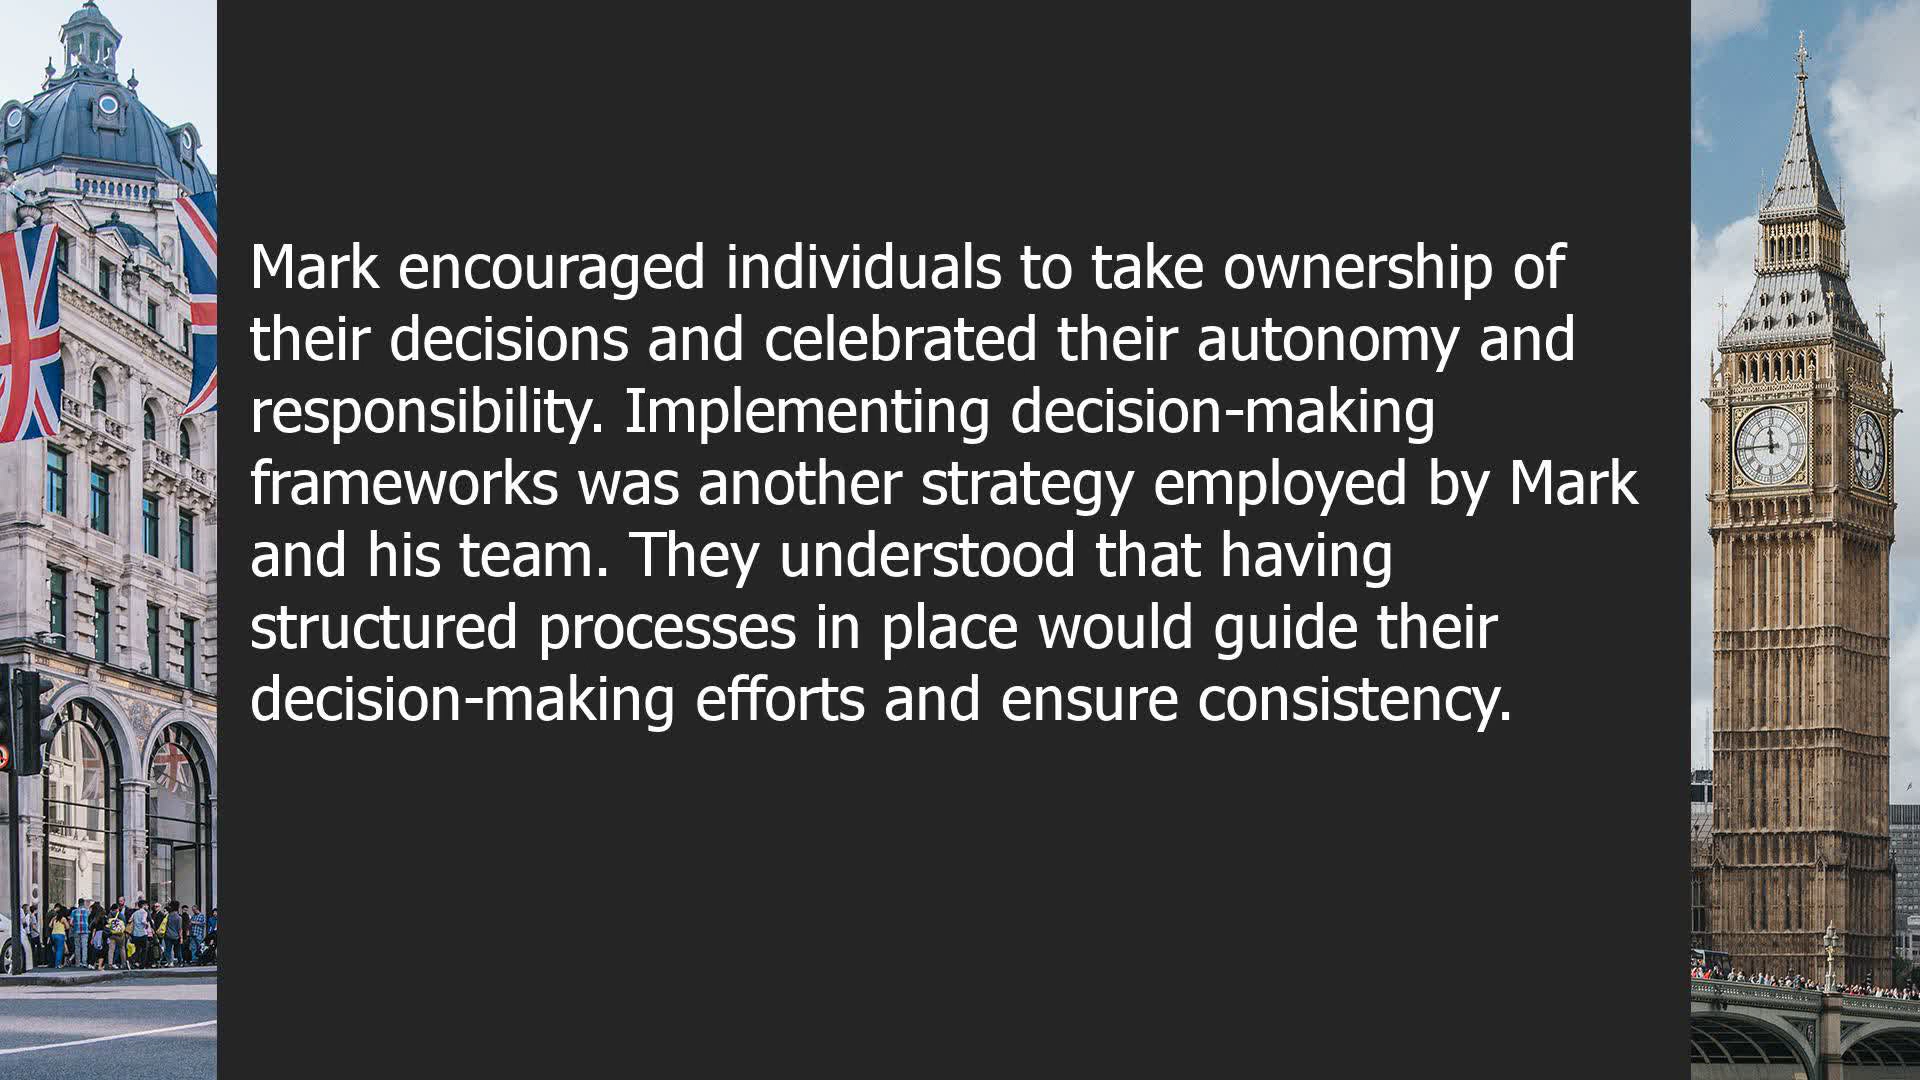 Mark encouraged individuals to take ownership of
their decisions and celebrated their autonomy and
responsibility. Implementing decision-making
frameworks was another strategy employed by Mark
and his team. They understood that having
structured processes in place would guide their
decision-making efforts and ensure consistency.